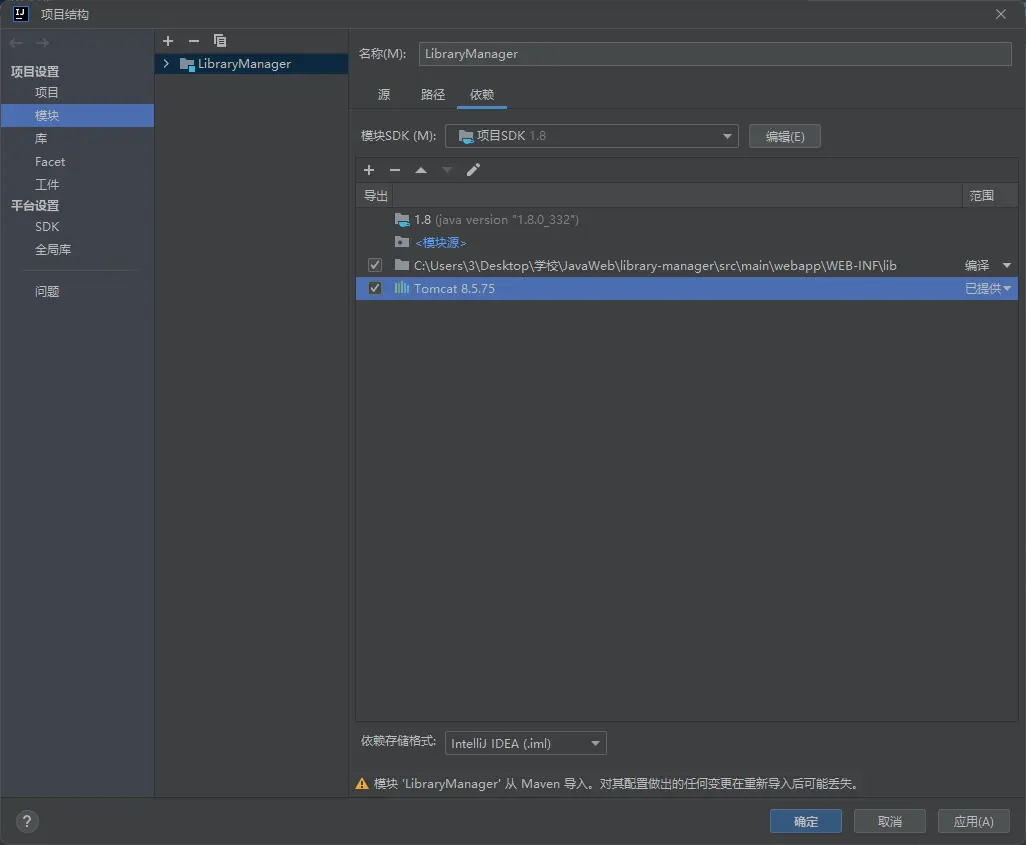 项目结构
项目设置
项目
模块
库
Facet
工件
平台设置
SDK
全局库
问题
LibraryManager
名称(M): LibraryManager
源 路径 依赖
模块SDK (M): 项目SDK 1.8 编辑(E)
导出 范围
1.8 (java version "1.8.0_332")
<模块源>
C:\Users\3\Desktop\学校\JavaWeb\library-manager\src\main\webapp\WEB-INF\lib 编译
Tomcat 8.5.75 已提供
依赖存储格式: IntelliJ IDEA (.iml)
模块 'LibraryManager' 从 Maven 导入。对其配置做出的任何变更在重新导入后可能丢失。
? 确定 取消 应用(A)